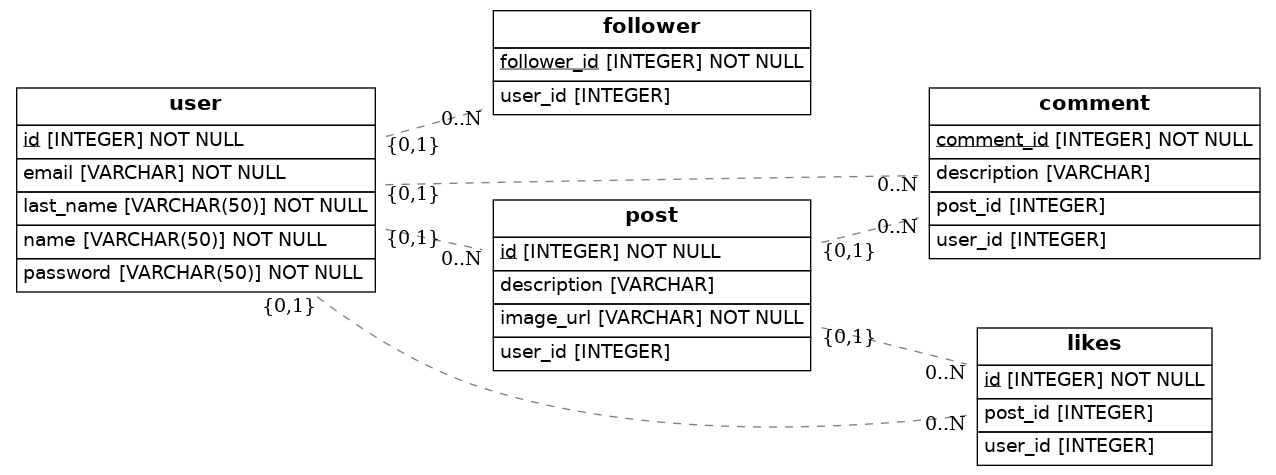 follower
follower_id [INTEGER] NOT NULL
user_id [INTEGER]
user
id [INTEGER] NOT NULL
email [VARCHAR] NOT NULL
last_name [VARCHAR(50)] NOT NULL
name [VARCHAR(50)] NOT NULL
password [VARCHAR(50)] NOT NULL
0..N
{0,1}
{0,1}
0..N
{0,1}
0..N
{0,1}
comment
comment_id [INTEGER] NOT NULL
description [VARCHAR]
post_id [INTEGER]
user_id [INTEGER]
post
id [INTEGER] NOT NULL
description [VARCHAR]
image_url [VARCHAR] NOT NULL
user_id [INTEGER]
0..N
{0,1}
{0,1}
0..N
0..N
likes
id [INTEGER] NOT NULL
post_id [INTEGER]
user_id [INTEGER]